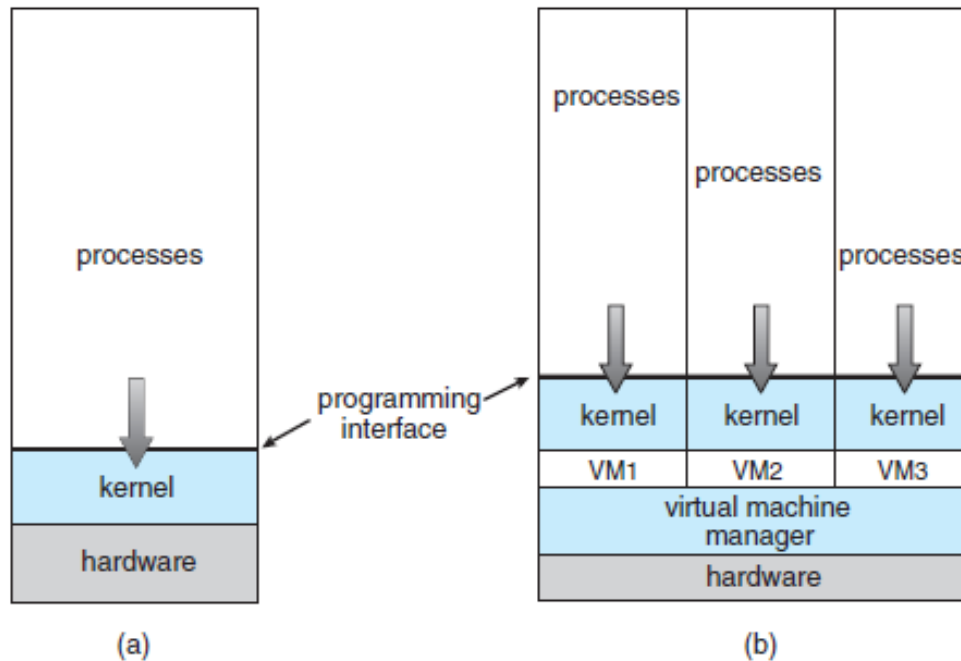 processes
kernel
hardware
(a)
programming
interface
processes
processes
processes
kernel
kernel
kernel
VM1
VM2
VM3
virtual machine
manager
hardware
(b)